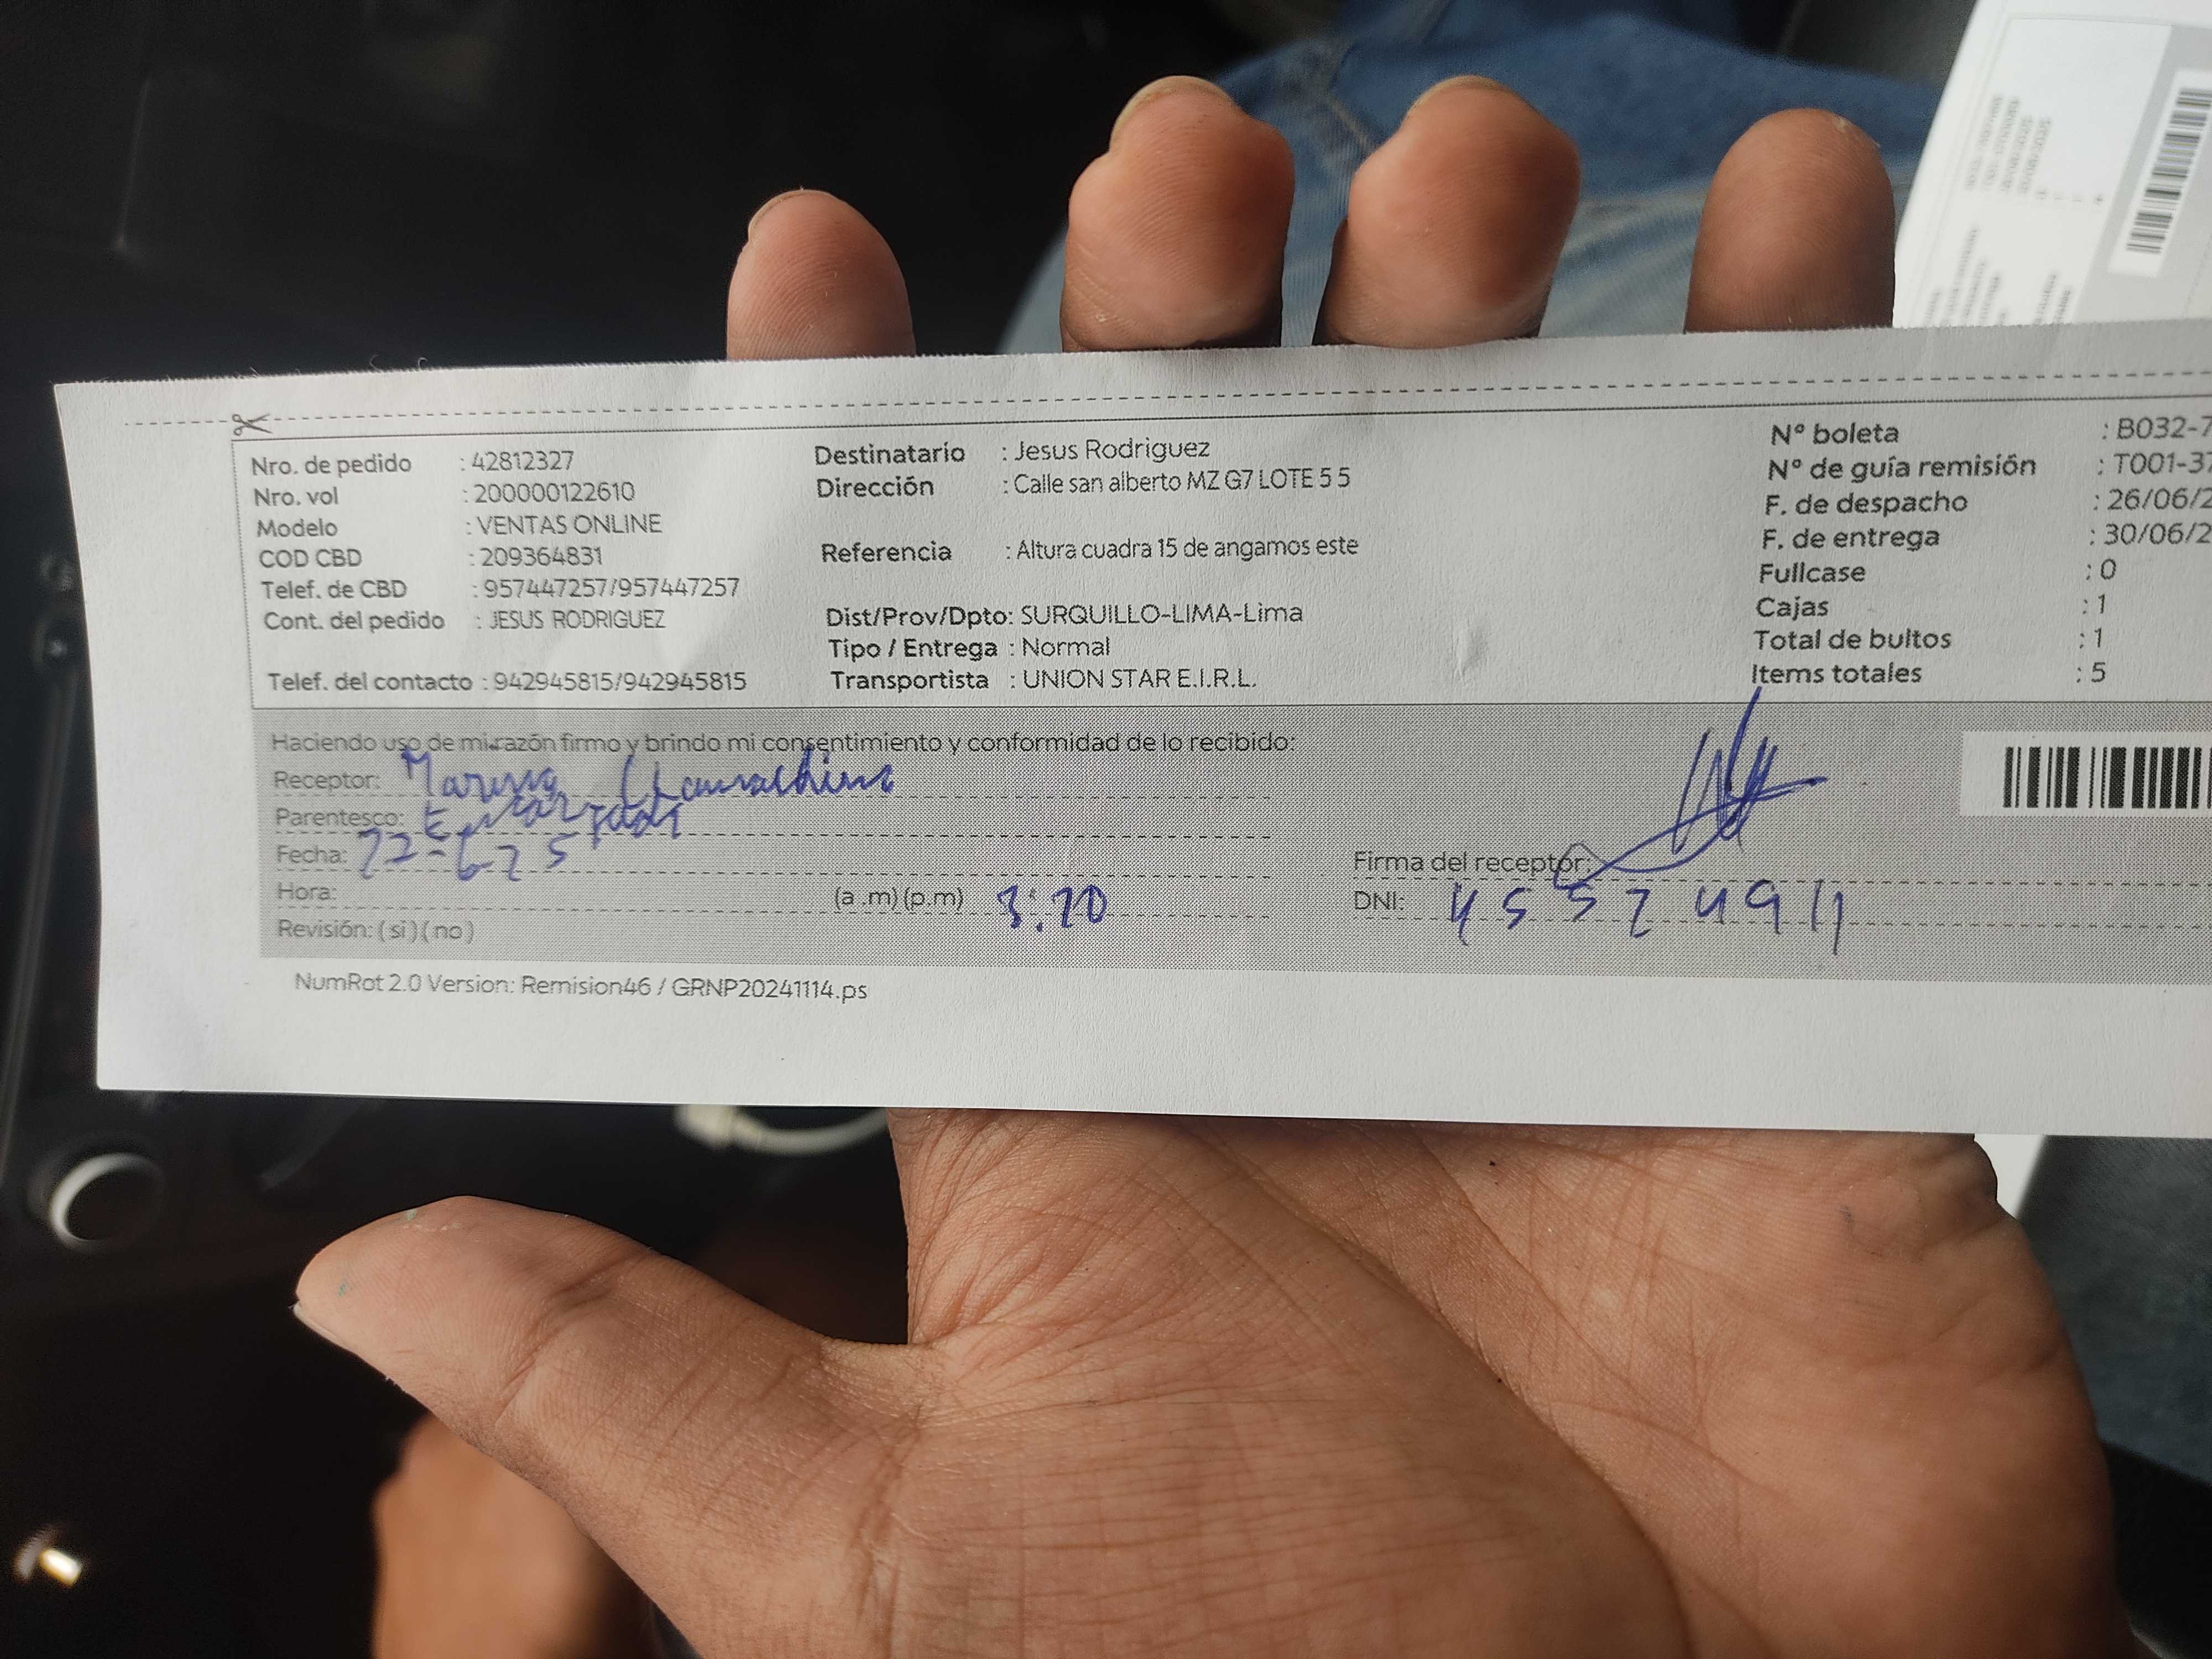 Nro. de pedido : 42812327
Nro. vol : 200000122610
Modelo : VENTAS ONLINE
COD CBD : 209364831
Telef. de CBD : 957447257/957447257
Cont. del pedido : JESUS RODRIGUEZ
Telef. del contacto : 942945815/942945815
Destinatario : Jesus Rodriguez
Dirección : Calle san alberto MZ G7 LOTE 5 5
Referencia : Altura cuadra 15 de angamos este
Dist/Prov/Dpto: SURQUILLO-LIMA-Lima
Tipo / Entrega : Normal
Transportista : UNION STAR E.I.R.L.
N° boleta : B032-7
N° de guía remisión : T001-37
F. de despacho : 26/06/2
F. de entrega : 30/06/2
Fullcase : 0
Cajas : 1
Total de bultos : 1
Items totales : 5
Haciendo uso de mi razón firmo y brindo mi consentimiento y conformidad de lo recibido:
Receptor:
Parentesco:
Fecha:
Hora: (a .m) (p.m)
Revisión: ( si ) ( no )
Firma del receptor:
DNI:
NumRot 2.0 Version: Remision46 / GRNP20241114.ps